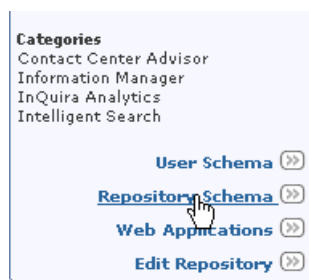 Categories
Contact Center Advisor
Information Manager
InQuira Analytics
Intelligent Search
User Schema
Repository Schema
Web Applications
Edit Repository